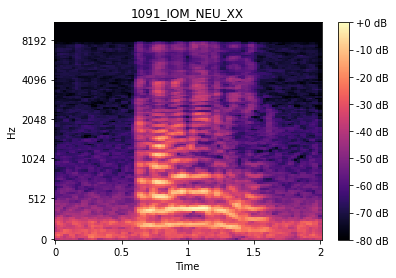 1091_IOM_NEU_XX
8192
4096
2048
1024
512
0
Hz
0
0.5
1
1.5
2
Time
+0 dB
-10 dB
-20 dB
-30 dB
-40 dB
-50 dB
-60 dB
-70 dB
-80 dB